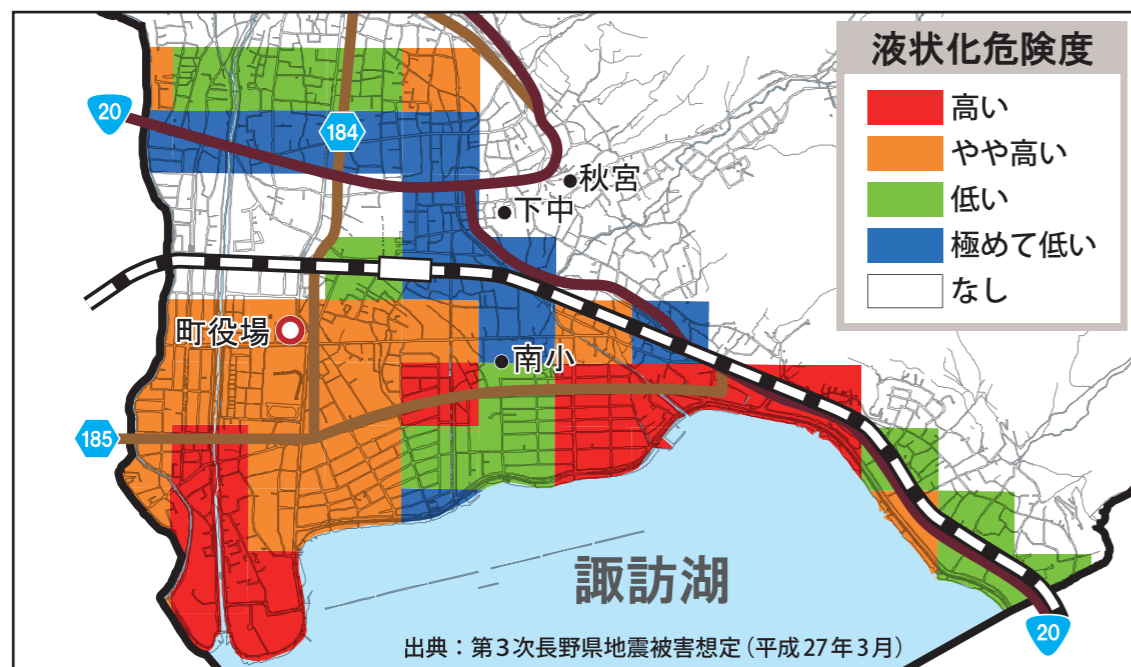 液状化危険度
高い
やや高い
低い
極めて低い
なし
20
184
秋宮
下中
町役場
南小
185
諏訪湖
出典：第3次長野県地震被害想定（平成27年3月）
20